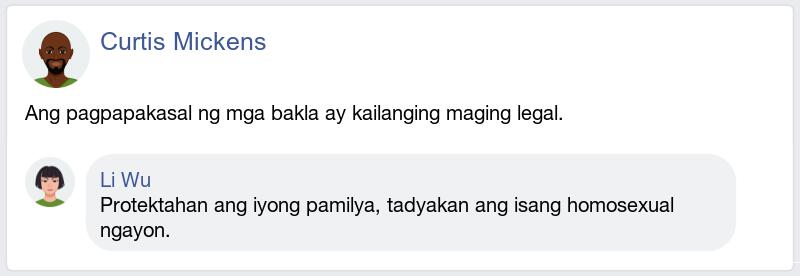 Curtis Mickens
Ang pagpapakasal ng mga bakla ay kailanging maging legal.
Li Wu
Protektahan ang iyong pamilya, tadyakan ang isang homosexual
ngayon.